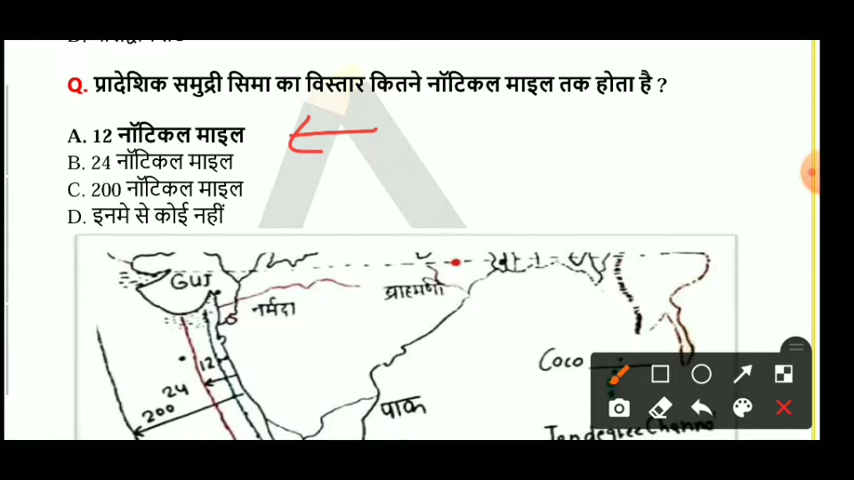 Q. प्रादेशिक समुद्री सिमा का विस्तार कितने नॉटिकल माइल तक होता है ?
A. 12 नॉटिकल माइल
B. 24 नॉटिकल माइल
C. 200 नॉटिकल माइल
D. इनमे से कोई नहीं
GUJ
नर्मदा
ब्राहमणी
12
24
200
Coco
पाक